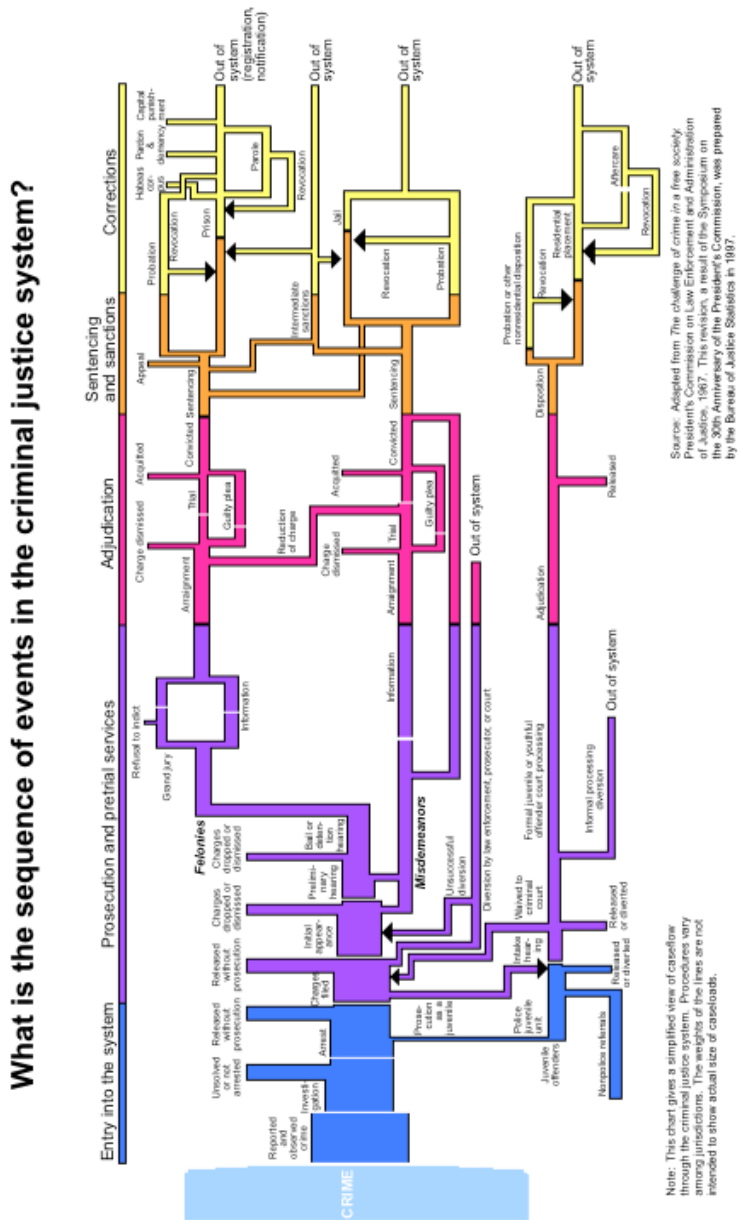 What is the sequence of events in the criminal justice system?
Entry into the system
Prosecution and pretrial services
Adjudication
Sentencing
and sanctions
Corrections
CRIME
Reported
and
observed
crime
Investi-
gation
Unsolved
or not
arrested
Arrest
Released
without
prosecution
Charges
filed
Released
without
prosecution
Initial
appear-
ance
Charges
dropped or
dismissed
Prelimi-
nary
hearing
Charges
dropped or
dismissed
Bail or
deten-
tion
hearing
Felonies
Grand jury
Refusal to indict
Information
Arraignment
Charge dismissed
Trial
Acquitted
Guilty plea
Convicted
Sentencing
Appeal
Probation
Revocation
Prison
Habeas
cor-
pus
Pardon
&
clemency
Capital
punish-
ment
Parole
Revocation
Out of
system
(registration,
notification)
Reduction
of charge
Intermediate
sanctions
Out of
system
Misdemeanors
Information
Arraignment
Charge
dismissed
Trial
Acquitted
Guilty plea
Convicted
Sentencing
Revocation
Probation
Jail
Out of
system
Unsuccessful
diversion
Diversion by law enforcement, prosecutor, or court
Out of system
Prose-
cution
as a
juvenile
Police
juvenile
unit
Juvenile
offenders
Nonpolice referrals
Intake
hear-
ing
Waived to
criminal
court
Released
or diverted
Released
or diverted
Formal juvenile or youthful
offender court processing
Informal processing
diversion
Out of system
Adjudication
Released
Disposition
Probation or other
nonresidential disposition
Revocation
Residential
placement
Aftercare
Revocation
Out of
system
Note: This chart gives a simplified view of caseflow
through the criminal justice system. Procedures vary
among jurisdictions. The weights of the lines are not
intended to show actual size of caseloads.
Source: Adapted from The challenge of crime in a free society.
President's Commission on Law Enforcement and Administration
of Justice, 1967. This revision, a result of the Symposium on
the 30th Anniversary of the President's Commission, was prepared
by the Bureau of Justice Statistics in 1997.